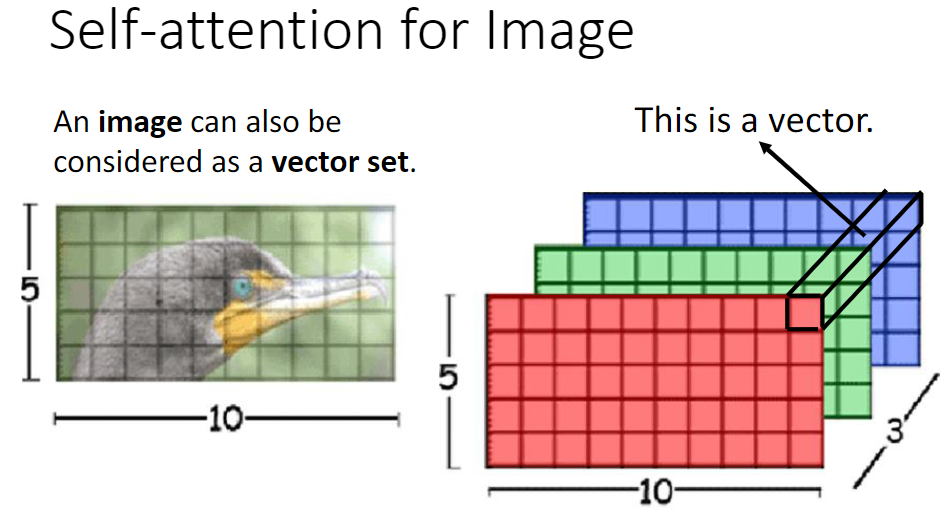 Self-attention for Image
An image can also be
considered as a vector set.
This is a vector.
5
10
5
10
3